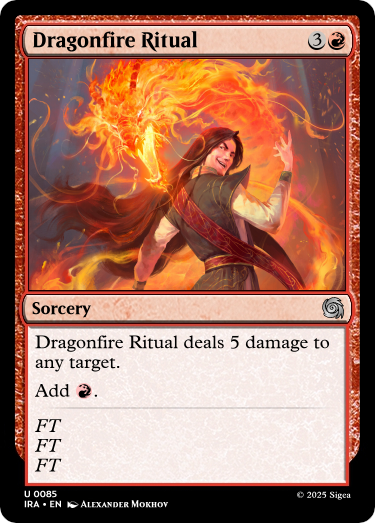 Dragonfire Ritual 3
Sorcery
Dragonfire Ritual deals 5 damage to
any target.
Add .
FT
FT
FT
U 0085
IRA • EN Alexander Mokhov
© 2025 Sigea